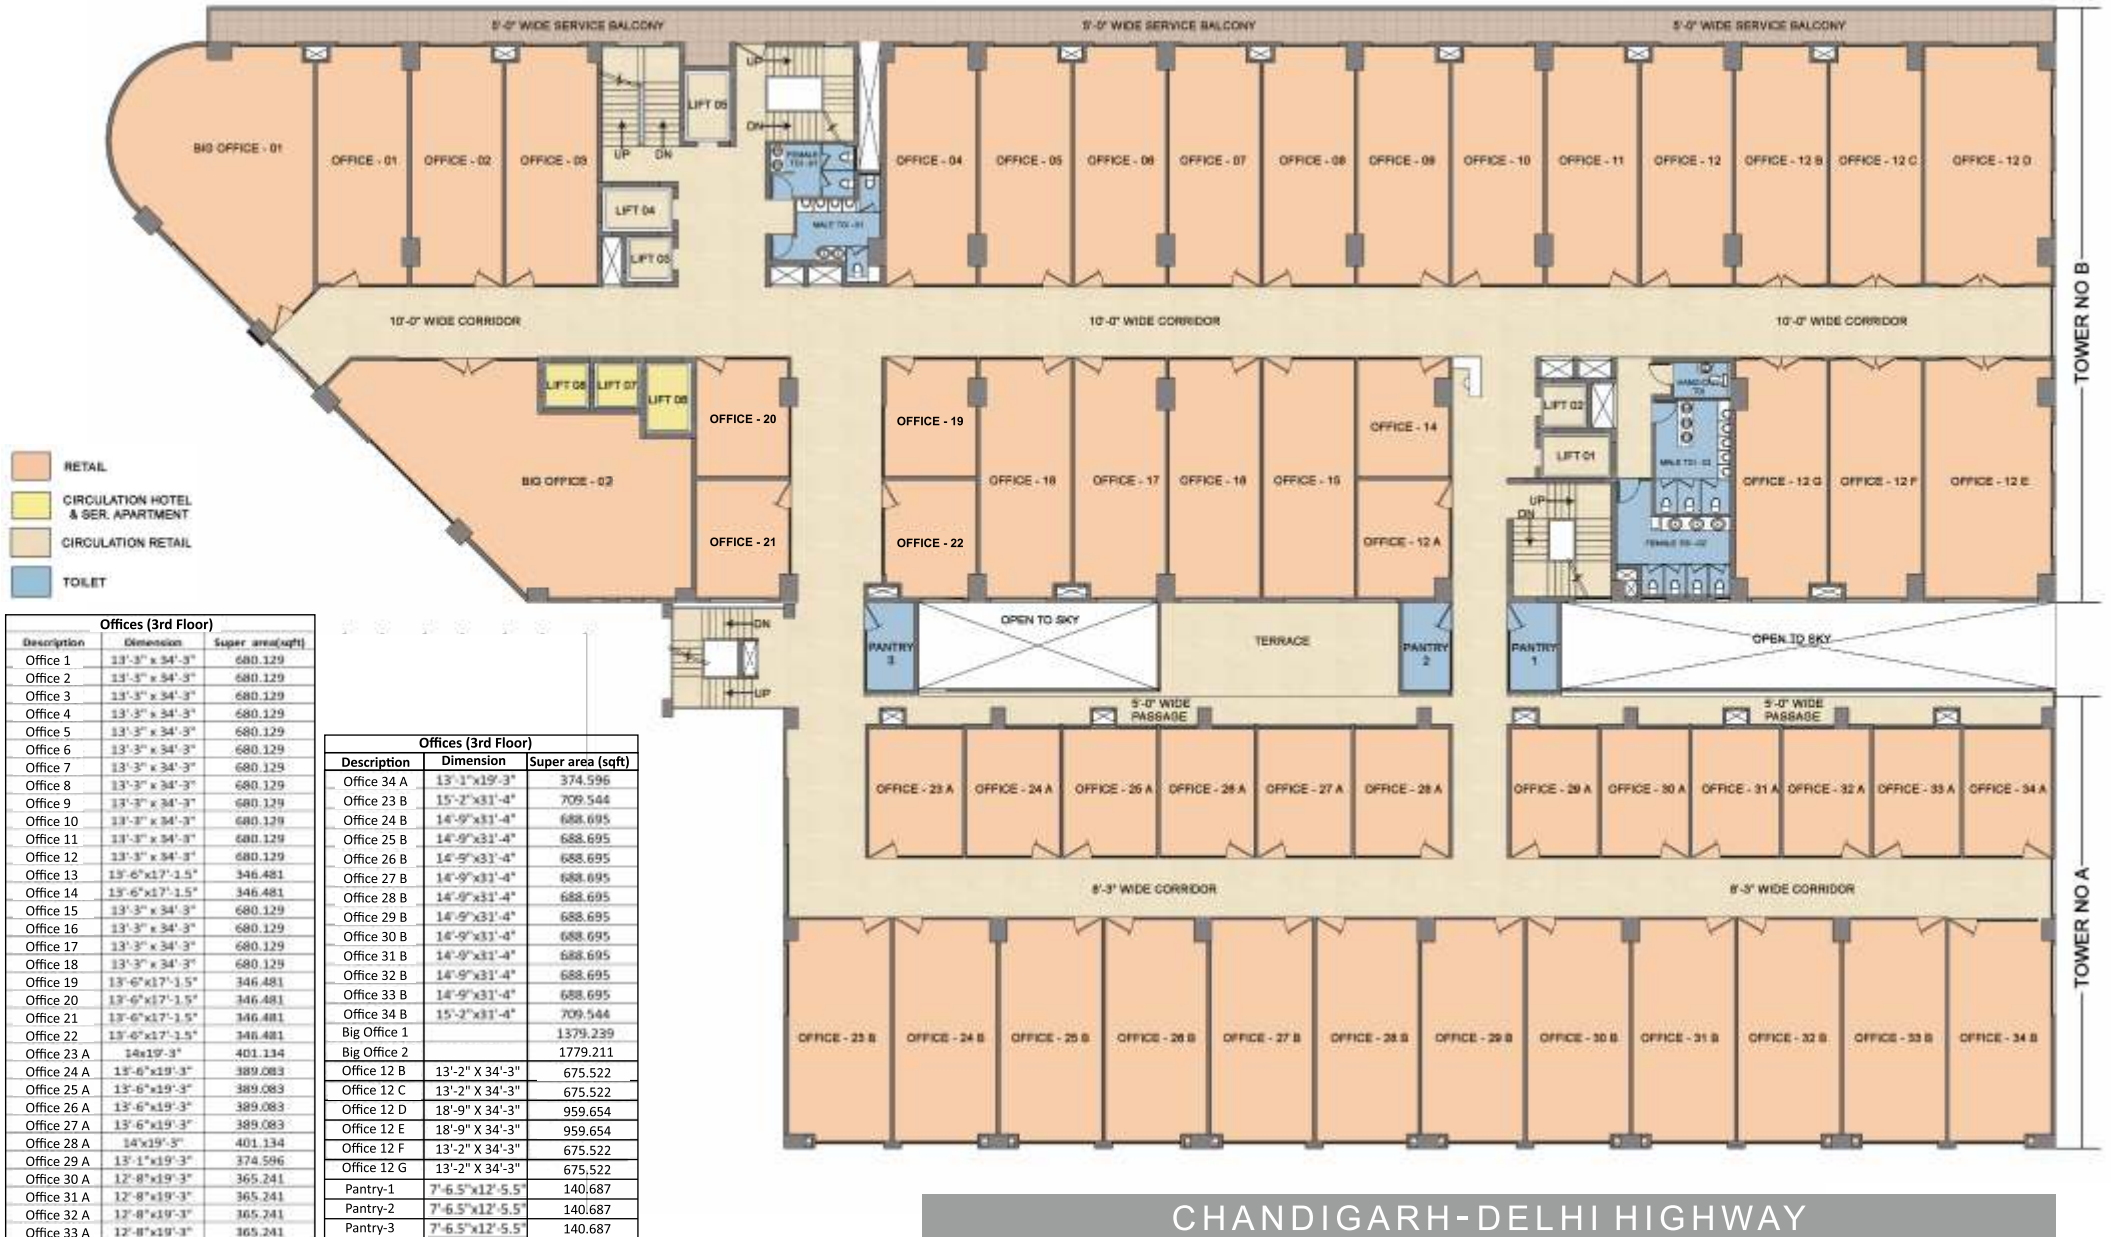 5'-0" WIDE SERVICE BALCONY
5'-0" WIDE SERVICE BALCONY
5'-0" WIDE SERVICE BALCONY
UP
LIFT 05
DN
UP
DN
BIG OFFICE - 01
OFFICE - 01
OFFICE - 02
OFFICE - 03
FEMALE TOI - 01
OFFICE - 04
OFFICE - 05
OFFICE - 06
OFFICE - 07
OFFICE - 08
OFFICE - 09
OFFICE - 10
OFFICE - 11
OFFICE - 12
OFFICE - 12 B
OFFICE - 12 C
OFFICE - 12 D
LIFT 04
MALE TOI - 01
LIFT 03
10'-0" WIDE CORRIDOR
10'-0" WIDE CORRIDOR
10'-0" WIDE CORRIDOR
TOWER NO B
LIFT 06
LIFT 07
LIFT 08
OFFICE - 20
OFFICE - 19
OFFICE - 14
LIFT 02
LIFT 01
BIG OFFICE - 02
OFFICE - 18
OFFICE - 17
OFFICE - 16
OFFICE - 15
MALE TOI - 02
OFFICE - 12 G
OFFICE - 12 F
OFFICE - 12 E
UP
DN
OFFICE - 21
OFFICE - 22
OFFICE - 12 A
FEMALE TOI - 02
RETAIL
CIRCULATION HOTEL
& SER. APARTMENT
CIRCULATION RETAIL
TOILET
DN
UP
PANTRY
3
OPEN TO SKY
TERRACE
PANTRY
2
PANTRY
1
OPEN TO SKY
5'-0" WIDE
PASSAGE
5'-0" WIDE
PASSAGE
OFFICE - 23 A
OFFICE - 24 A
OFFICE - 25 A
OFFICE - 26 A
OFFICE - 27 A
OFFICE - 28 A
OFFICE - 29 A
OFFICE - 30 A
OFFICE - 31 A
OFFICE - 32 A
OFFICE - 33 A
OFFICE - 34 A
8'-3" WIDE CORRIDOR
8'-3" WIDE CORRIDOR
TOWER NO A
OFFICE - 23 B
OFFICE - 24 B
OFFICE - 25 B
OFFICE - 26 B
OFFICE - 27 B
OFFICE - 28 B
OFFICE - 29 B
OFFICE - 30 B
OFFICE - 31 B
OFFICE - 32 B
OFFICE - 33 B
OFFICE - 34 B
Offices (3rd Floor)
Description Dimension Super area(sqft)
Office 1 13'-3" x 34'-3" 680.129
Office 2 13'-3" x 34'-3" 680.129
Office 3 13'-3" x 34'-3" 680.129
Office 4 13'-3" x 34'-3" 680.129
Office 5 13'-3" x 34'-3" 680.129
Office 6 13'-3" x 34'-3" 680.129
Office 7 13'-3" x 34'-3" 680.129
Office 8 13'-3" x 34'-3" 680.129
Office 9 13'-3" x 34'-3" 680.129
Office 10 13'-3" x 34'-3" 680.129
Office 11 13'-3" x 34'-3" 680.129
Office 12 13'-3" x 34'-3" 680.129
Office 13 13'-6"x17'-1.5" 346.481
Office 14 13'-6"x17'-1.5" 346.481
Office 15 13'-3" x 34'-3" 680.129
Office 16 13'-3" x 34'-3" 680.129
Office 17 13'-3" x 34'-3" 680.129
Office 18 13'-3" x 34'-3" 680.129
Office 19 13'-6"x17'-1.5" 346.481
Office 20 13'-6"x17'-1.5" 346.481
Office 21 13'-6"x17'-1.5" 346.481
Office 22 13'-6"x17'-1.5" 346.481
Office 23 A 14x19'-3" 401.134
Office 24 A 13'-6"x19'-3" 389.083
Office 25 A 13'-6"x19'-3" 389.083
Office 26 A 13'-6"x19'-3" 389.083
Office 27 A 13'-6"x19'-3" 389.083
Office 28 A 14'x19'-3" 401.134
Office 29 A 13'-1"x19'-3" 374.596
Office 30 A 12'-8"x19'-3" 365.241
Office 31 A 12'-8"x19'-3" 365.241
Office 32 A 12'-8"x19'-3" 365.241
Office 33 A 12'-8"x19'-3" 365.241
Offices (3rd Floor)
Description Dimension Super area (sqft)
Office 34 A 13'-1"x19'-3" 374.596
Office 23 B 15'-2"x31'-4" 709.544
Office 24 B 14'-9"x31'-4" 688.695
Office 25 B 14'-9"x31'-4" 688.695
Office 26 B 14'-9"x31'-4" 688.695
Office 27 B 14'-9"x31'-4" 688.695
Office 28 B 14'-9"x31'-4" 688.695
Office 29 B 14'-9"x31'-4" 688.695
Office 30 B 14'-9"x31'-4" 688.695
Office 31 B 14'-9"x31'-4" 688.695
Office 32 B 14'-9"x31'-4" 688.695
Office 33 B 14'-9"x31'-4" 688.695
Office 34 B 15'-2"x31'-4" 709.544
Big Office 1 1379.239
Big Office 2 1779.211
Office 12 B 13'-2" X 34'-3" 675.522
Office 12 C 13'-2" X 34'-3" 675.522
Office 12 D 18'-9" X 34'-3" 959.654
Office 12 E 18'-9" X 34'-3" 959.654
Office 12 F 13'-2" X 34'-3" 675.522
Office 12 G 13'-2" X 34'-3" 675.522
Pantry-1 7'-6.5"x12'-5.5" 140.687
Pantry-2 7'-6.5"x12'-5.5" 140.687
Pantry-3 7'-6.5"x12'-5.5" 140.687
CHANDIGARH-DELHI HIGHWAY